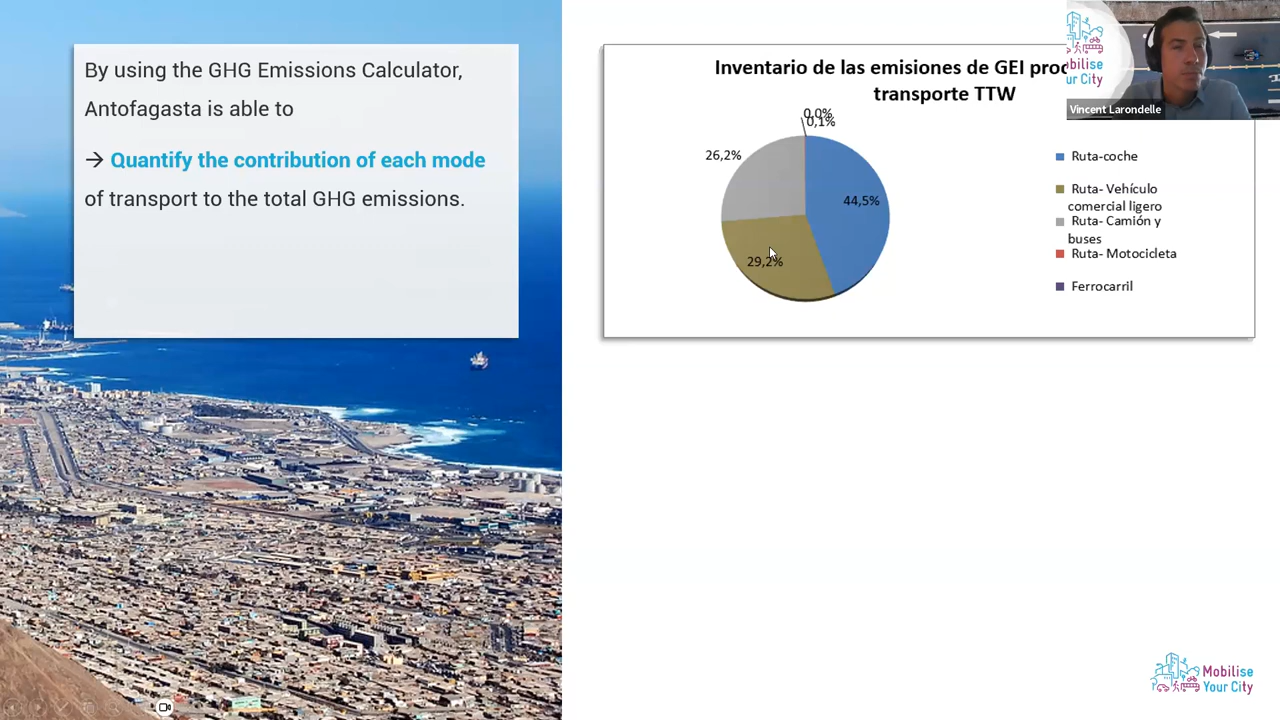 By using the GHG Emissions Calculator,
Antofagasta is able to
→ Quantify the contribution of each mode
of transport to the total GHG emissions.
Inventario de las emisiones de GEI
transporte TTW
0,0%
0,1%
26,2%
44,5%
29,2%
Ruta-coche
Ruta- Vehículo
comercial ligero
Ruta- Camión y
buses
Ruta- Motocicleta
Ferrocarril
Your City
Vincent Larondelle
Mobilise
Your City